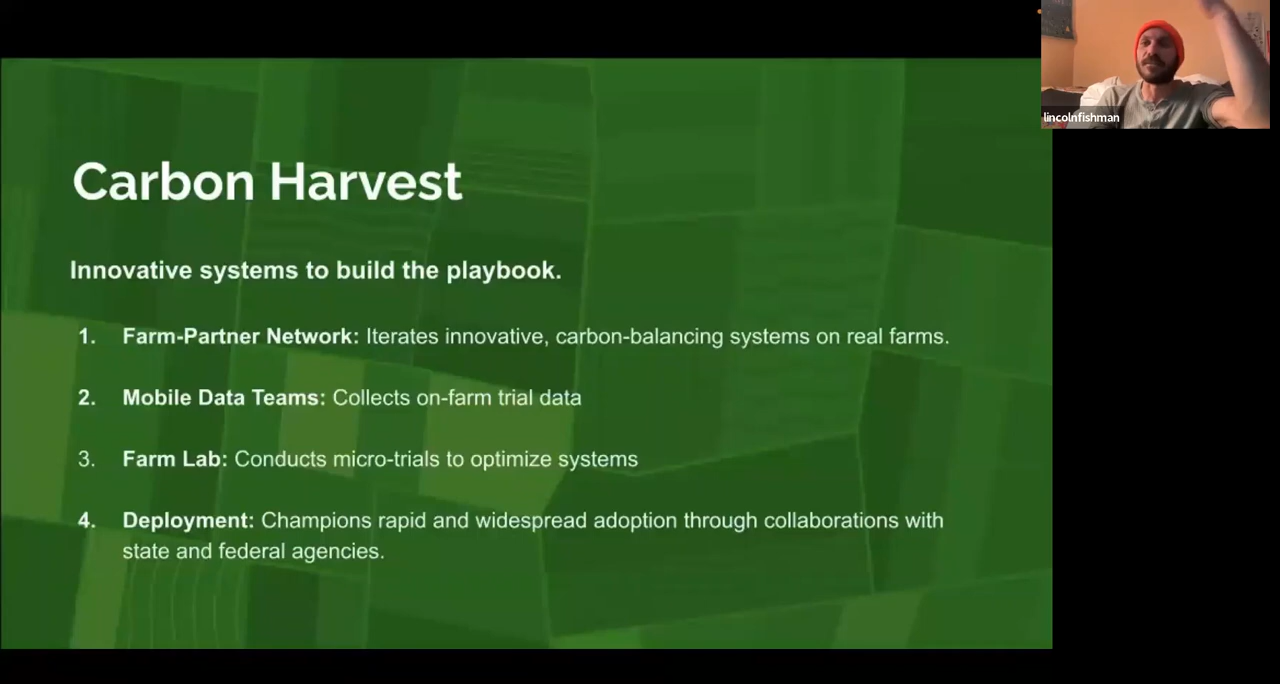 lincolnfishman
Carbon Harvest
Innovative systems to build the playbook.
1. Farm-Partner Network: Iterates innovative, carbon-balancing systems on real farms.
2. Mobile Data Teams: Collects on-farm trial data
3. Farm Lab: Conducts micro-trials to optimize systems
4. Deployment: Champions rapid and widespread adoption through collaborations with
state and federal agencies.